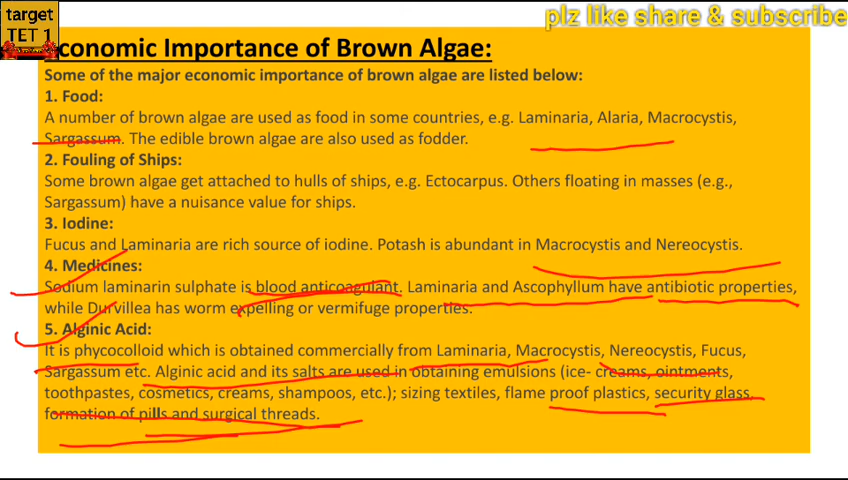 target
TET 1
plz like share & subscribe
Economic Importance of Brown Algae:
Some of the major economic importance of brown algae are listed below:
1. Food:
A number of brown algae are used as food in some countries, e.g. Laminaria, Alaria, Macrocystis,
Sargassum. The edible brown algae are also used as fodder.
2. Fouling of Ships:
Some brown algae get attached to hulls of ships, e.g. Ectocarpus. Others floating in masses (e.g.,
Sargassum) have a nuisance value for ships.
3. Iodine:
Fucus and Laminaria are rich source of iodine. Potash is abundant in Macrocystis and Nereocystis.
4. Medicines:
Sodium laminarin sulphate is blood anticoagulant. Laminaria and Ascophyllum have antibiotic properties,
while Durvillea has worm expelling or vermifuge properties.
5. Alginic Acid:
It is phycocolloid which is obtained commercially from Laminaria, Macrocystis, Nereocystis, Fucus,
Sargassum etc. Alginic acid and its salts are used in obtaining emulsions (ice- creams, ointments,
toothpastes, cosmetics, creams, shampoos, etc.); sizing textiles, flame proof plastics, security glass,
formation of pills and surgical threads.